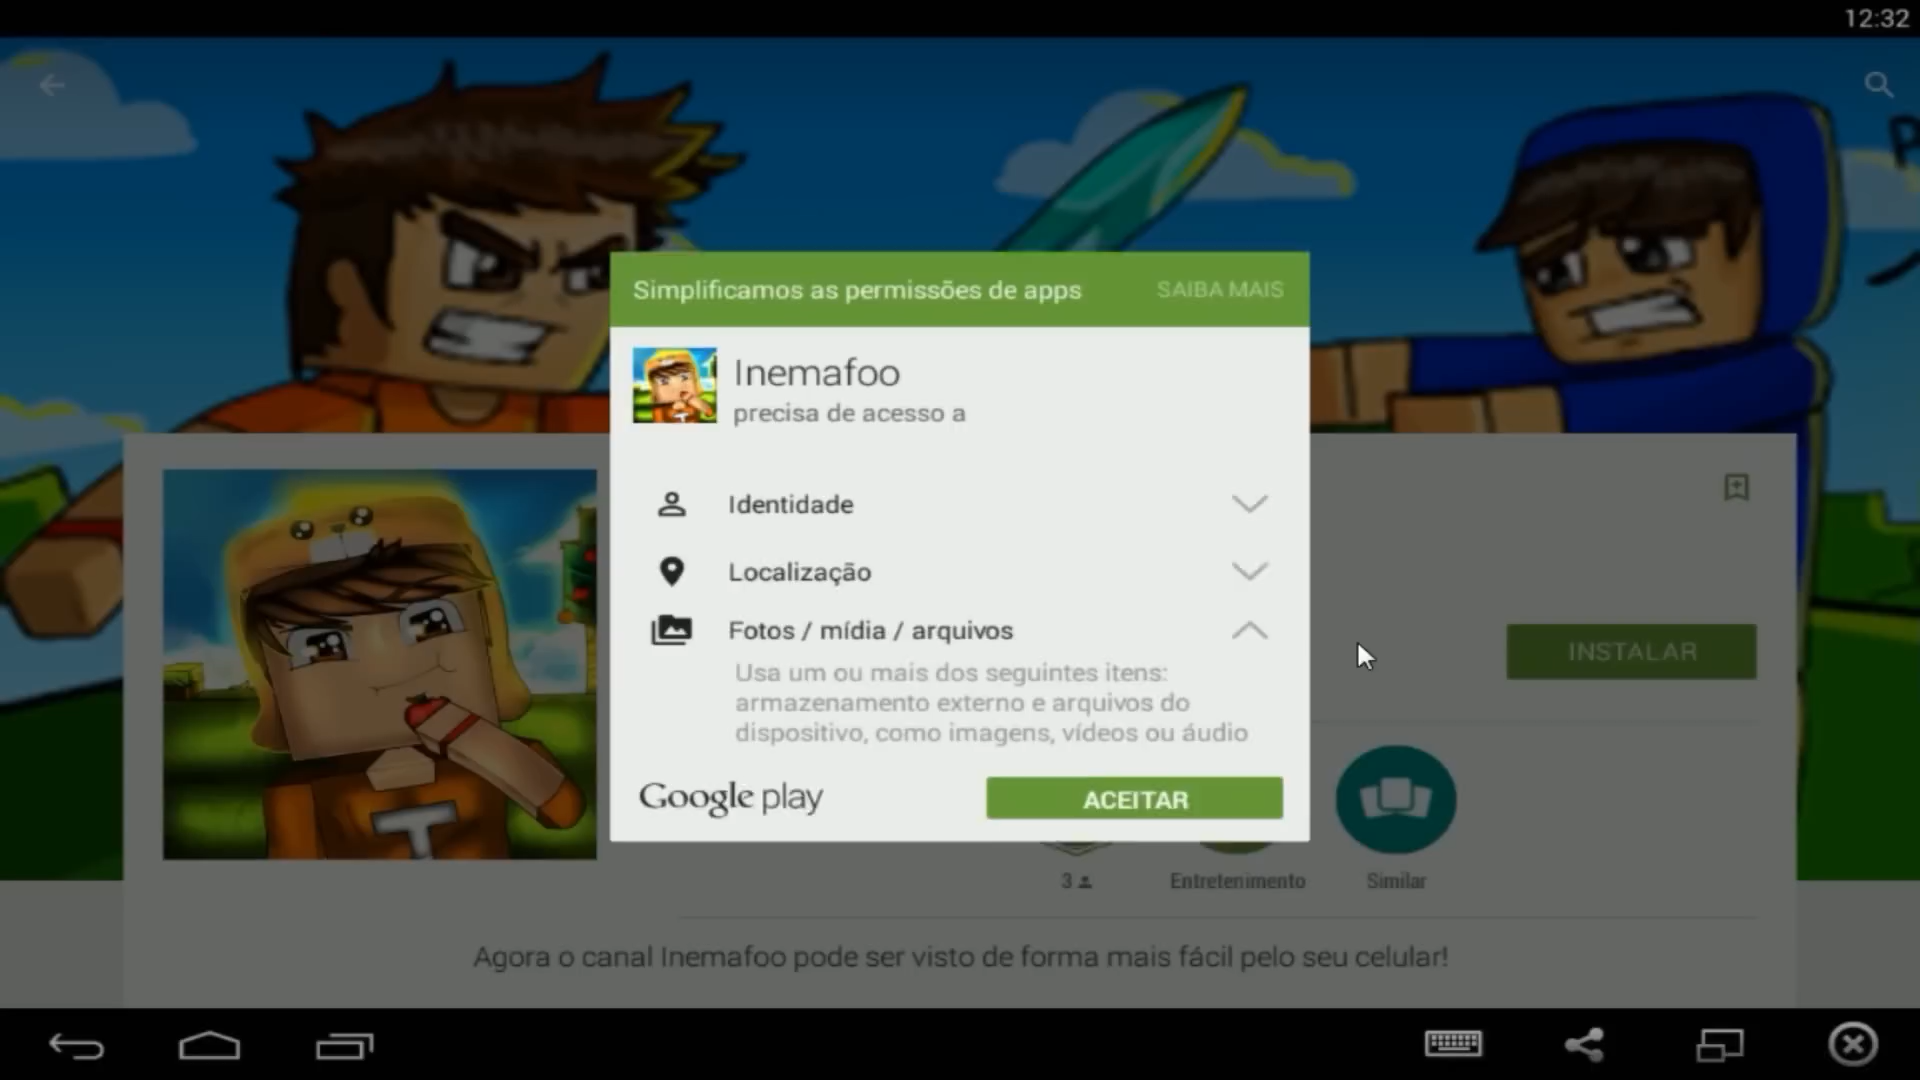 12:32
Simplificamos as permissões de apps
SAIBA MAIS
Inemafoo
precisa de acesso a
Identidade
Localização
Fotos / mídia / arquivos
Usa um ou mais dos seguintes itens:
armazenamento externo e arquivos do
dispositivo, como imagens, vídeos ou áudio
INSTALAR
Google play
ACEITAR
3
Entretenimento
Similar
Agora o canal Inemafoo pode ser visto de forma mais fácil pelo seu celular!
T